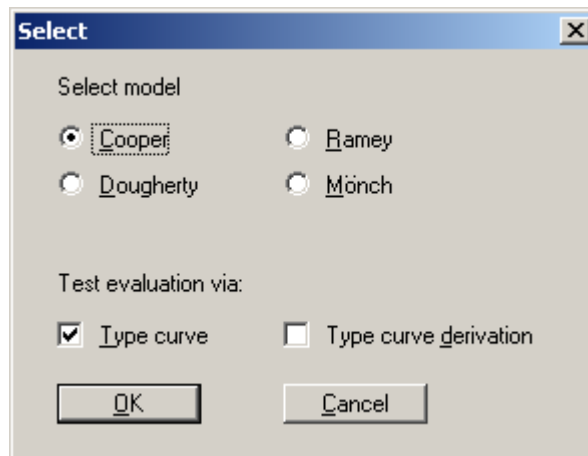 Select
Select model
Cooper
Ramey
Dougherty
Mönch
Test evaluation via:
Type curve
Type curve derivation
OK
Cancel